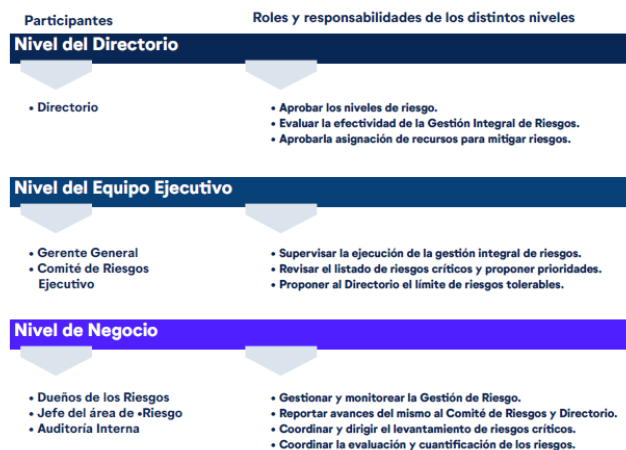 Participantes
Roles y responsabilidades de los distintos niveles
Nivel del Directorio
• Directorio
• Aprobar los niveles de riesgo.
• Evaluar la efectividad de la Gestión Integral de Riesgos.
• Aprobarla asignación de recursos para mitigar riesgos.
Nivel del Equipo Ejecutivo
• Gerente General
• Comité de Riesgos
Ejecutivo
• Supervisar la ejecución de la gestión integral de riesgos.
• Revisar el listado de riesgos críticos y proponer prioridades.
• Proponer al Directorio el límite de riesgos tolerables.
Nivel de Negocio
• Dueños de los Riesgos
• Jefe del área de •Riesgo
• Auditoría Interna
• Gestionar y monitorear la Gestión de Riesgo.
• Reportar avances del mismo al Comité de Riesgos y Directorio.
• Coordinar y dirigir el levantamiento de riesgos críticos.
• Coordinar la evaluación y cuantificación de los riesgos.